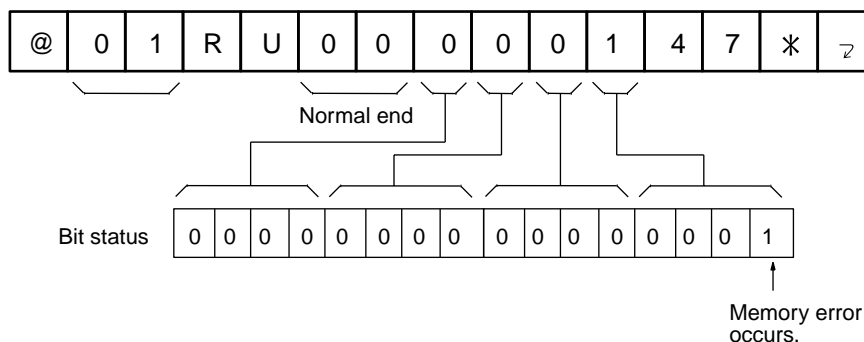 @ 0 1 R U 0 0 0 0 0 1 4 7 *
Normal end
Bit status 0 0 0 0 0 0 0 0 0 0 0 0 0 0 0 1
Memory error
occurs.